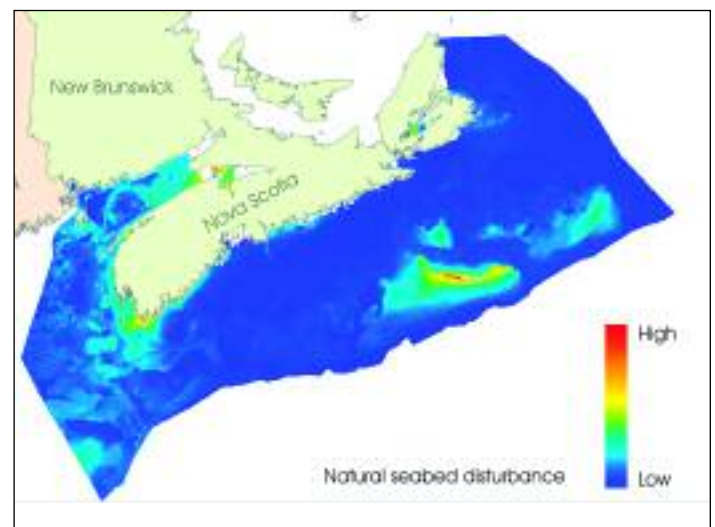 New Brunswick
Nova Scotia
High
Natural seabed disturbance
Low